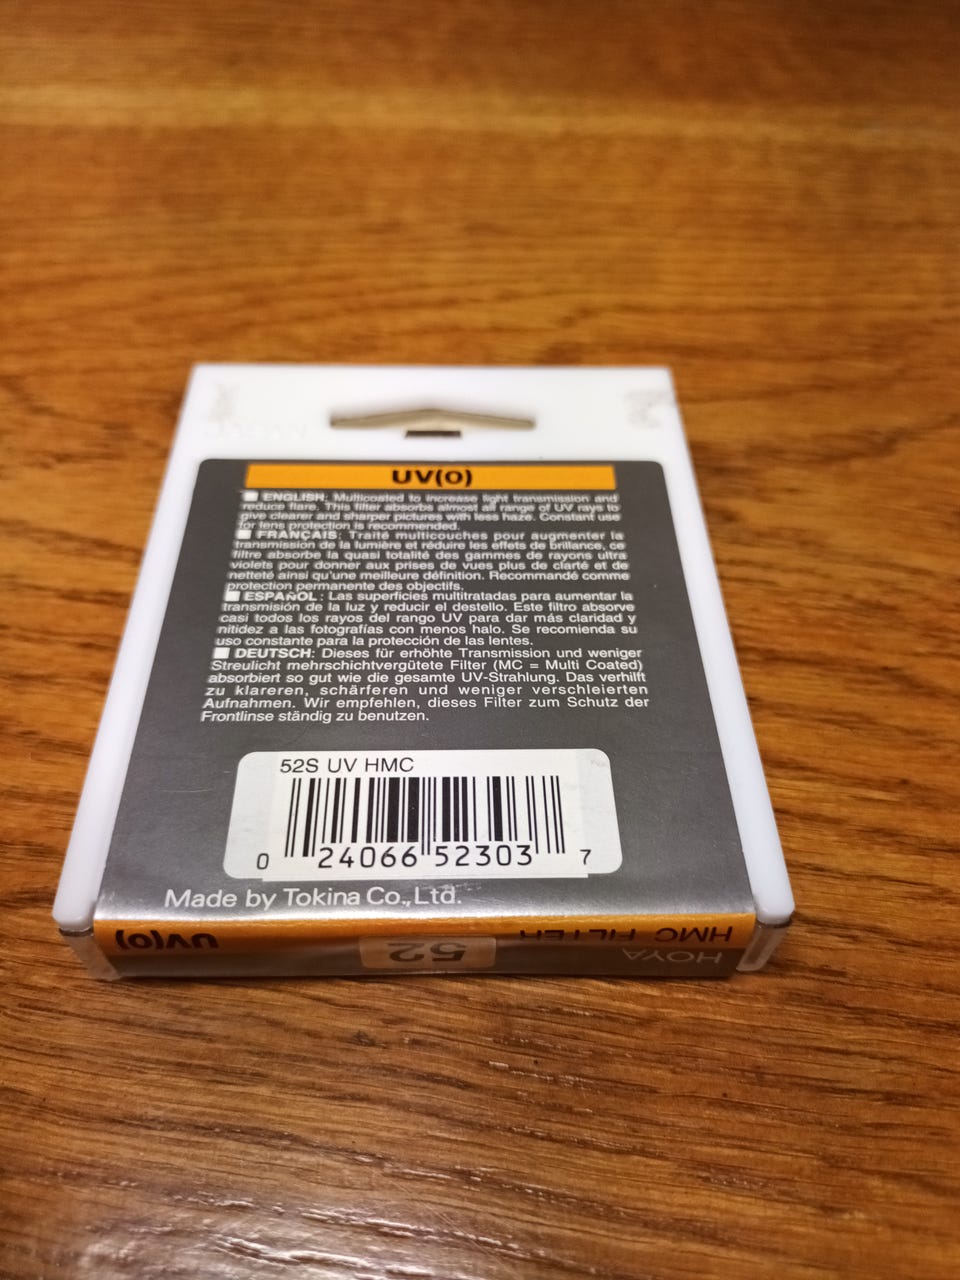 UV(0)
■ ENGLISH: Multicoated to increase light transmission and
reduce flare. This filter absorbs almost all range of UV rays to
give clearer and sharper pictures with less haze. Constant use
for lens protection is recommended.
■ FRANÇAIS: Traité multicouches pour augmenter la
transmission de la lumière et réduire les effets de brillance, ce
filtre absorbe la quasi totalité des gammes de rayons ultra
violets pour donner aux prises de vues plus de clarté et de
netteté ainsi qu'une meilleure définition. Recommandé comme
protection permanente des objectifs.
■ ESPAÑOL: Las superficies multitratadas para aumentar la
transmisión de la luz y reducir el destello. Este filtro absorve
casi todos los rayos del rango UV para dar más claridad y
nitidez a las fotografías con menos halo. Se recomienda su
uso constante para la protección de las lentes.
■ DEUTSCH: Dieses für erhöhte Transmission und weniger
Streulicht mehrschichtvergütete Filter (MC = Multi Coated)
absorbiert so gut wie die gesamte UV-Strahlung. Das verhilft
zu klareren, schärferen und weniger verschleierten
Aufnahmen. Wir empfehlen, dieses Filter zum Schutz der
Frontlinse ständig zu benutzen.
52S UV HMC
0 24066 52303 7
Made by Tokina Co., Ltd.
UV(0) 52 HMC FILTER
HOYA